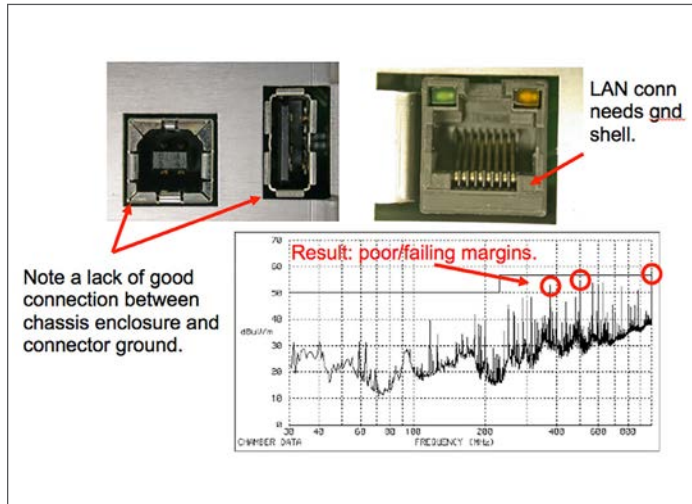 LAN conn
needs gnd
shell.
Note a lack of good
connection between
chassis enclosure and
connector ground.
Result: poor/failing margins.
70
60
50
40
dBuV/m
30
20
10
0
30 40 60 80 100 200 400 600 800
CHAMBER DATA FREQUENCY (MHz)